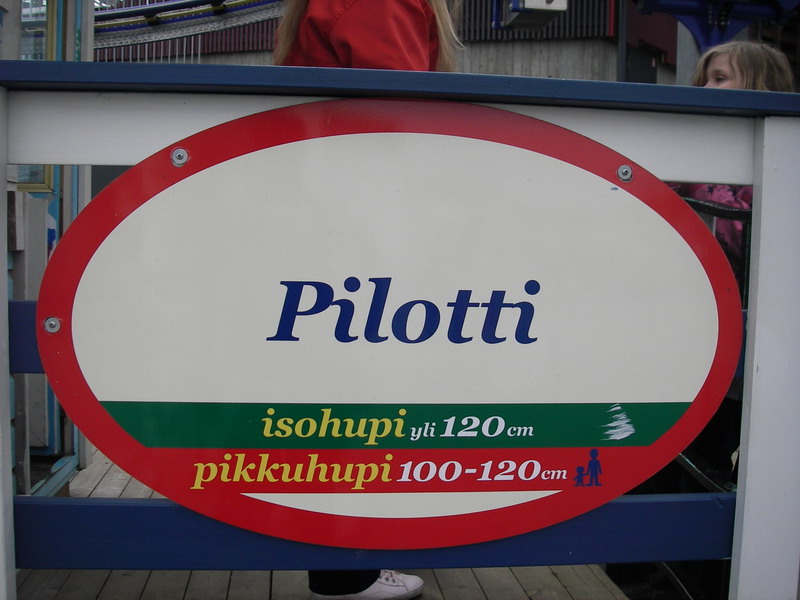 Pilotti
isohupi yli 120 cm
pikkuhupi 100-120 cm